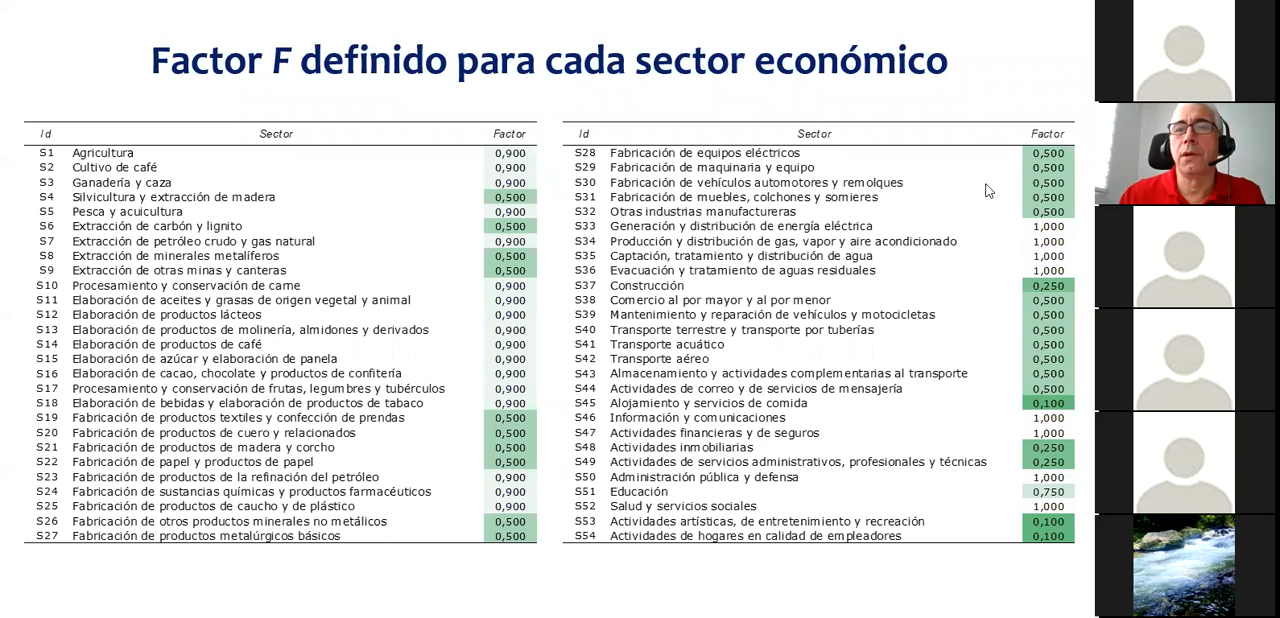 Factor F definido para cada sector económico
Id Sector Factor
S1 Agricultura 0,900
S2 Cultivo de café 0,900
S3 Ganadería y caza 0,900
S4 Silvicultura y extracción de madera 0,500
S5 Pesca y acuicultura 0,900
S6 Extracción de carbón y lignito 0,500
S7 Extracción de petróleo crudo y gas natural 0,900
S8 Extracción de minerales metalíferos 0,500
S9 Extracción de otras minas y canteras 0,500
S10 Procesamiento y conservación de carne 0,900
S11 Elaboración de aceites y grasas de origen vegetal y animal 0,900
S12 Elaboración de productos lácteos 0,900
S13 Elaboración de productos de molinería, almidones y derivados 0,900
S14 Elaboración de productos de café 0,900
S15 Elaboración de azúcar y elaboración de panela 0,900
S16 Elaboración de cacao, chocolate y productos de confitería 0,900
S17 Procesamiento y conservación de frutas, legumbres y tubérculos 0,900
S18 Elaboración de bebidas y elaboración de productos de tabaco 0,900
S19 Fabricación de productos textiles y confección de prendas 0,500
S20 Fabricación de productos de cuero y relacionados 0,500
S21 Fabricación de productos de madera y corcho 0,500
S22 Fabricación de papel y productos de papel 0,500
S23 Fabricación de productos de la refinación del petróleo 0,900
S24 Fabricación de sustancias químicas y productos farmacéuticos 0,900
S25 Fabricación de productos de caucho y de plástico 0,900
S26 Fabricación de otros productos minerales no metálicos 0,500
S27 Fabricación de productos metalúrgicos básicos 0,500
Id Sector Factor
S28 Fabricación de equipos eléctricos 0,500
S29 Fabricación de maquinaria y equipo 0,500
S30 Fabricación de vehículos automotores y remolques 0,500
S31 Fabricación de muebles, colchones y somieres 0,500
S32 Otras industrias manufactureras 0,500
S33 Generación y distribución de energía eléctrica 1,000
S34 Producción y distribución de gas, vapor y aire acondicionado 1,000
S35 Captación, tratamiento y distribución de agua 1,000
S36 Evacuación y tratamiento de aguas residuales 1,000
S37 Construcción 0,250
S38 Comercio al por mayor y al por menor 0,500
S39 Mantenimiento y reparación de vehículos y motocicletas 0,500
S40 Transporte terrestre y transporte por tuberías 0,500
S41 Transporte acuático 0,500
S42 Transporte aéreo 0,500
S43 Almacenamiento y actividades complementarias al transporte 0,500
S44 Actividades de correo y de servicios de mensajería 0,500
S45 Alojamiento y servicios de comida 0,100
S46 Información y comunicaciones 1,000
S47 Actividades financieras y de seguros 1,000
S48 Actividades inmobiliarias 0,250
S49 Actividades de servicios administrativos, profesionales y técnicas 0,250
S50 Administración pública y defensa 1,000
S51 Educación 0,750
S52 Salud y servicios sociales 1,000
S53 Actividades artísticas, de entretenimiento y recreación 0,100
S54 Actividades de hogares en calidad de empleadores 0,100